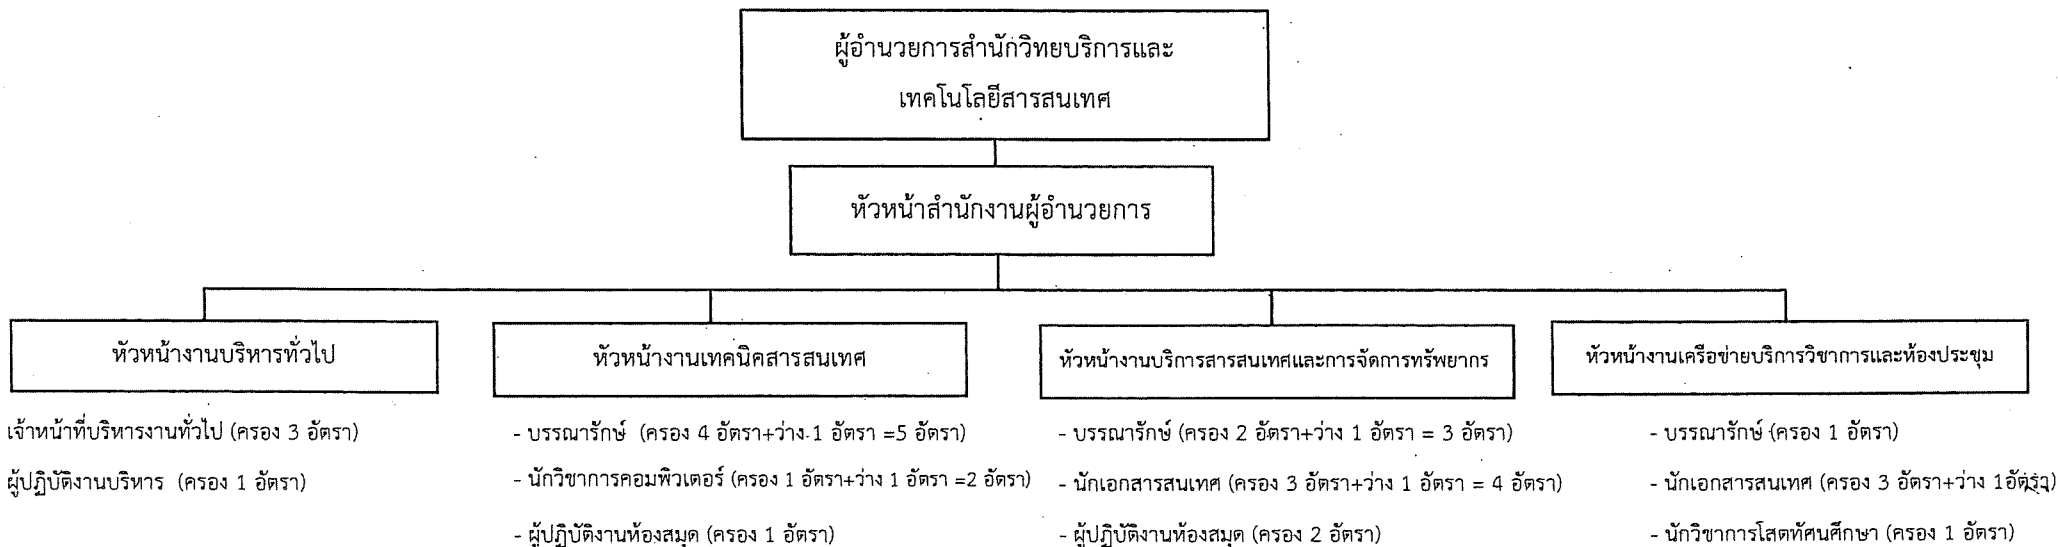 ผู้อำนวยการสำนักวิทยบริการและ
เทคโนโลยีสารสนเทศ
หัวหน้าสำนักงานผู้อำนวยการ
หัวหน้างานบริหารทั่วไป
เจ้าหน้าที่บริหารงานทั่วไป (ครอง 3 อัตรา)
ผู้ปฏิบัติงานบริหาร (ครอง 1 อัตรา)
หัวหน้างานเทคนิคสารสนเทศ
- บรรณารักษ์ (ครอง 4 อัตรา+ว่าง 1 อัตรา =5 อัตรา)
- นักวิชาการคอมพิวเตอร์ (ครอง 1 อัตรา+ว่าง 1 อัตรา =2 อัตรา)
- ผู้ปฏิบัติงานห้องสมุด (ครอง 1 อัตรา)
หัวหน้างานบริการสารสนเทศและการจัดการทรัพยากร
- บรรณารักษ์ (ครอง 2 อัตรา+ว่าง 1 อัตรา = 3 อัตรา)
- นักเอกสารสนเทศ (ครอง 3 อัตรา+ว่าง 1 อัตรา = 4 อัตรา)
- ผู้ปฏิบัติงานห้องสมุด (ครอง 2 อัตรา)
หัวหน้างานเครือข่ายบริการวิชาการและห้องประชุม
- บรรณารักษ์ (ครอง 1 อัตรา)
- นักเอกสารสนเทศ (ครอง 3 อัตรา+ว่าง 1อัตรา)
- นักวิชาการโสตทัศนศึกษา (ครอง 1 อัตรา)